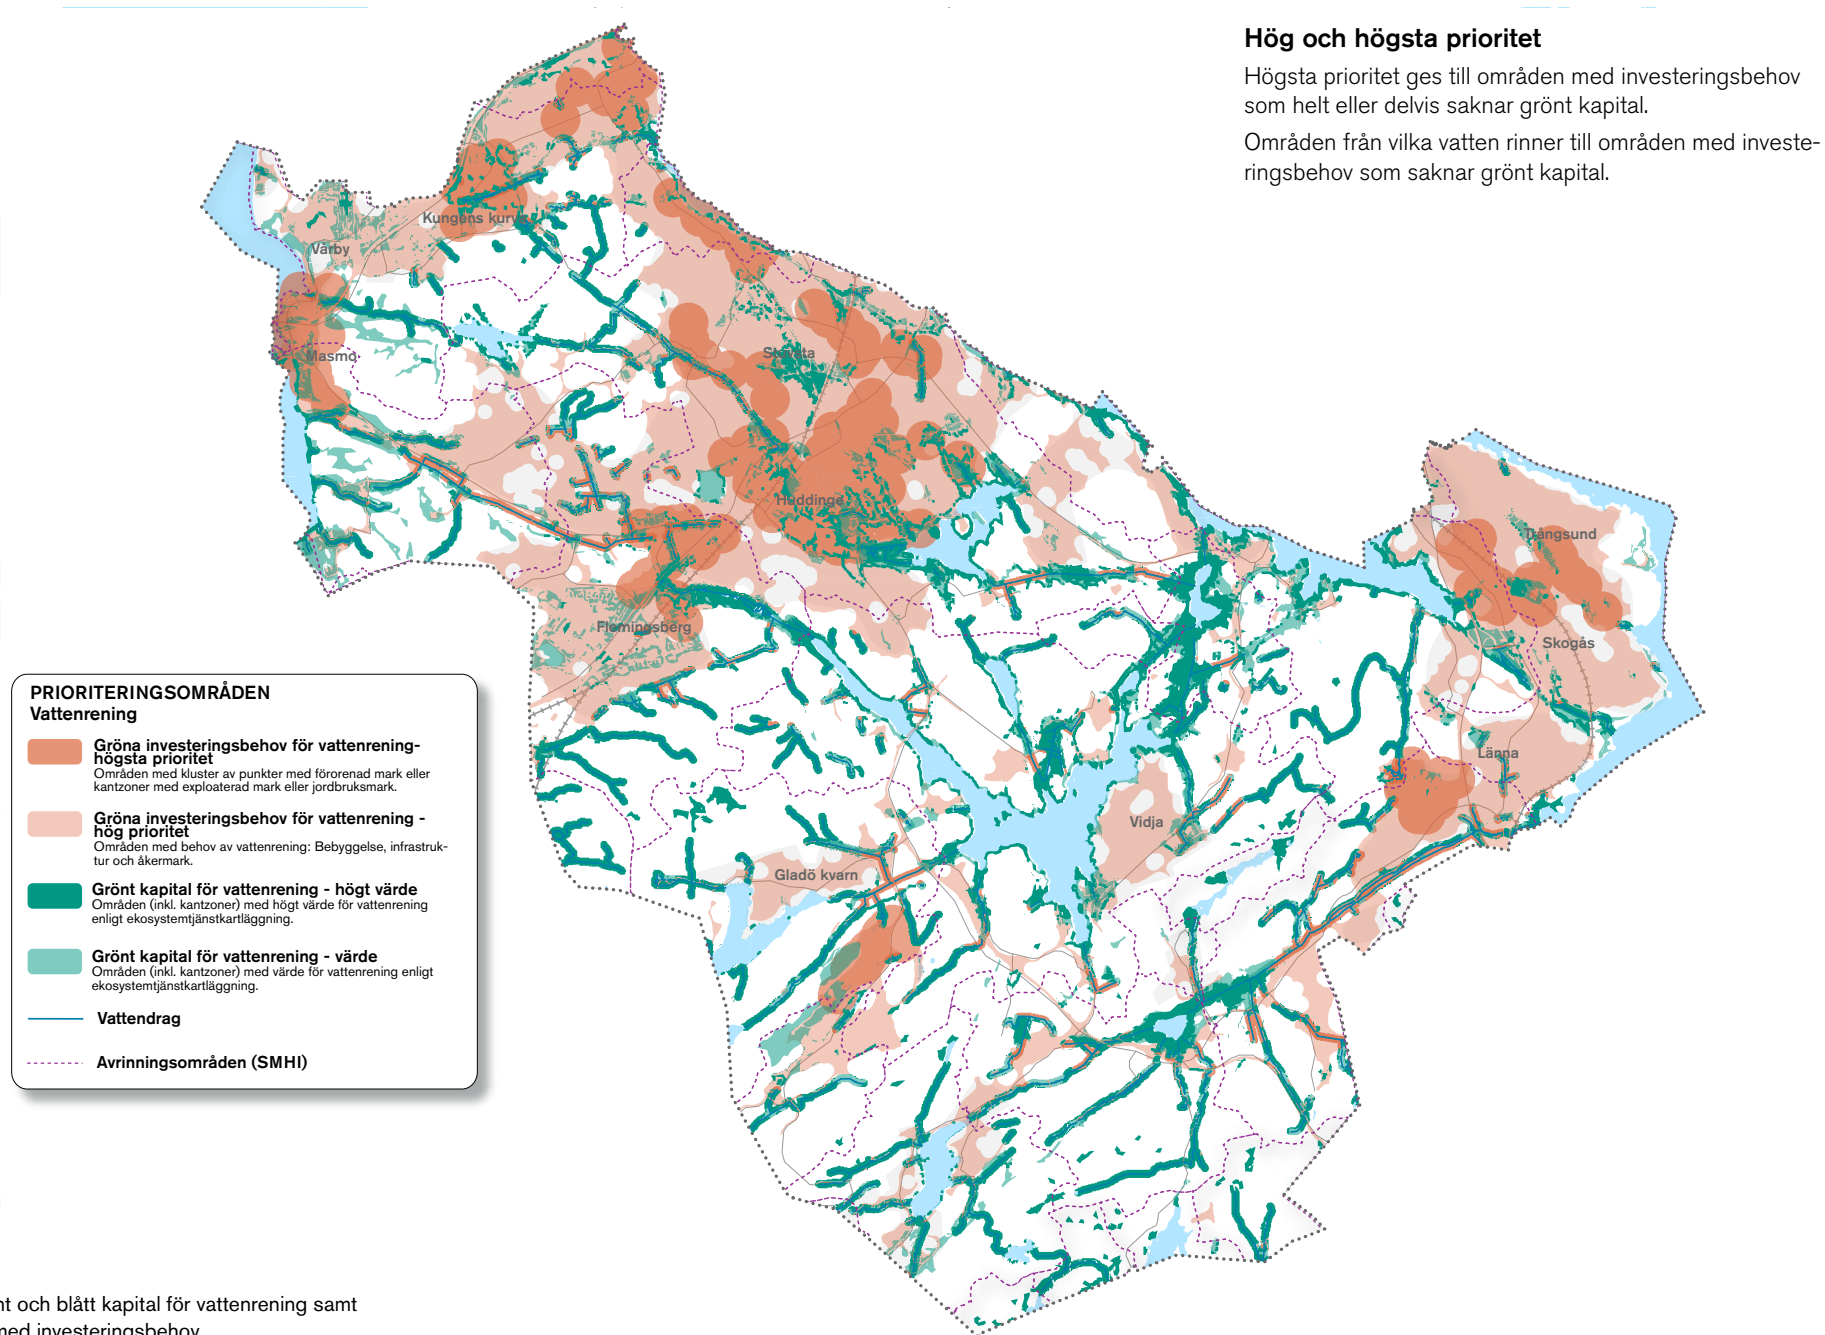 Hög och högsta prioritet
Högsta prioritet ges till områden med investeringsbehov
som helt eller delvis saknar grönt kapital.
Områden från vilka vatten rinner till områden med investe-
ringsbehov som saknar grönt kapital.
Kungens kurva
Vårby
Masmo
Stuvsta
Huddinge
Flemingsberg
Trångsund
Skogås
Länna
Vidja
Gladö kvarn
PRIORITERINGSOMRÅDEN
Vattenrening
Gröna investeringsbehov för vattenrening-
högsta prioritet
Områden med kluster av punkter med förorenad mark eller
kantzoner med exploaterad mark eller jordbruksmark.
Gröna investeringsbehov för vattenrening -
hög prioritet
Områden med behov av vattenrening: Bebyggelse, infrastruk-
tur och åkermark.
Grönt kapital för vattenrening - högt värde
Områden (inkl. kantzoner) med högt värde för vattenrening
enligt ekosystemtjänstkartläggning.
Grönt kapital för vattenrening - värde
Områden (inkl. kantzoner) med värde för vattenrening enligt
ekosystemtjänstkartläggning.
Vattendrag
Avrinningsområden (SMHI)
nt och blått kapital för vattenrening samt
med investeringsbehov